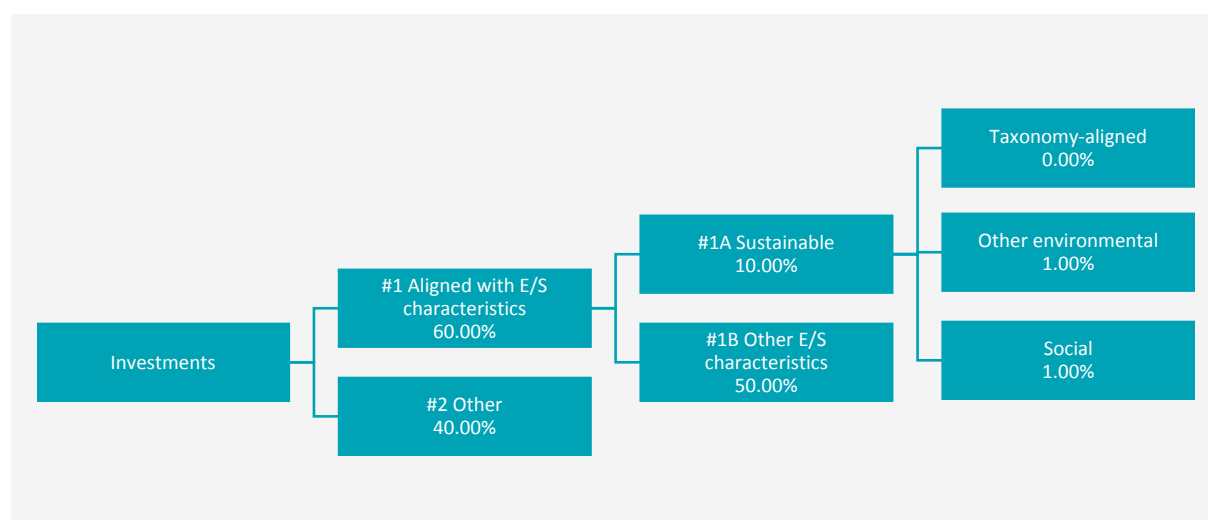 Investments
#1 Aligned with E/S
characteristics
60.00%
#2 Other
40.00%
#1A Sustainable
10.00%
#1B Other E/S
characteristics
50.00%
Taxonomy-aligned
0.00%
Other environmental
1.00%
Social
1.00%